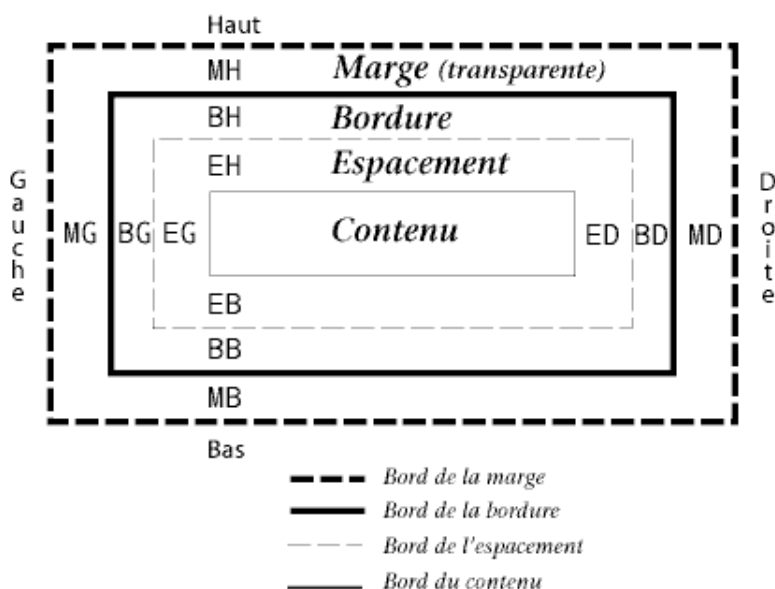 Haut
MH Marge (transparente)
BH Bordure
EH Espacement
Gauche
MG BG EG Contenu ED BD MD
Droite
EB
BB
MB
Bas
Bord de la marge
Bord de la bordure
Bord de l'espacement
Bord du contenu